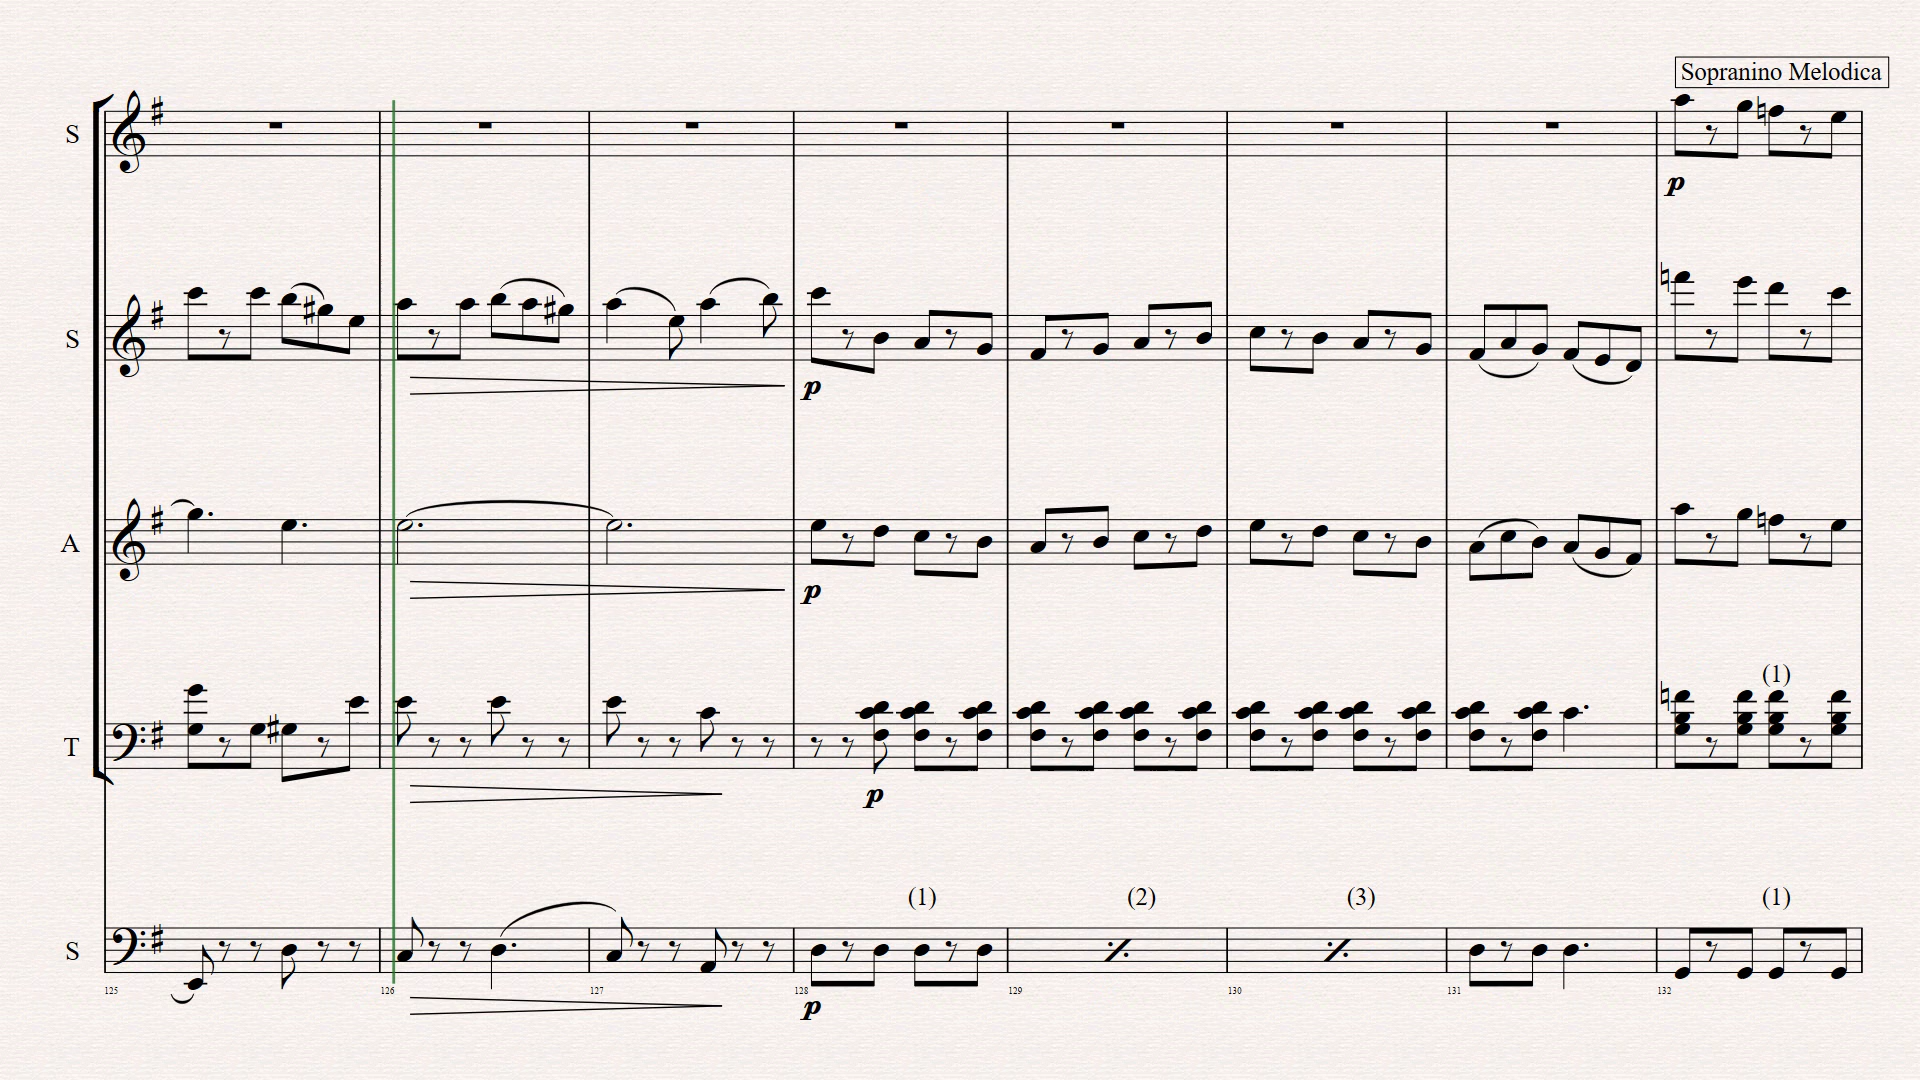 Sopranino Melodica
S
p
S
p
A
p
(1)
T
p
(1) (2) (3) (1)
S
125 126 127 128 129 130 131 132
p